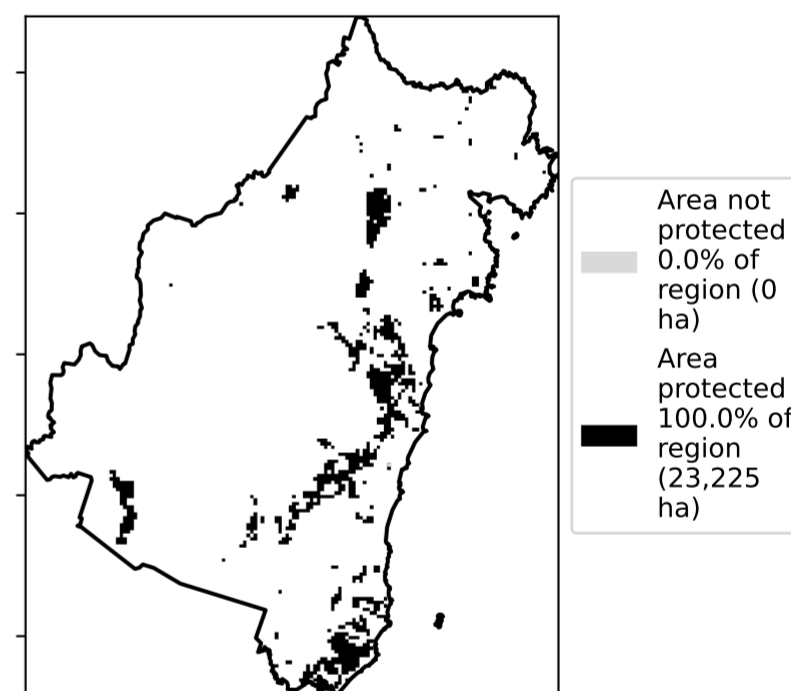 Area not
protected
0.0% of
region (0
ha)
Area
protected
100.0% of
region
(23,225
ha)